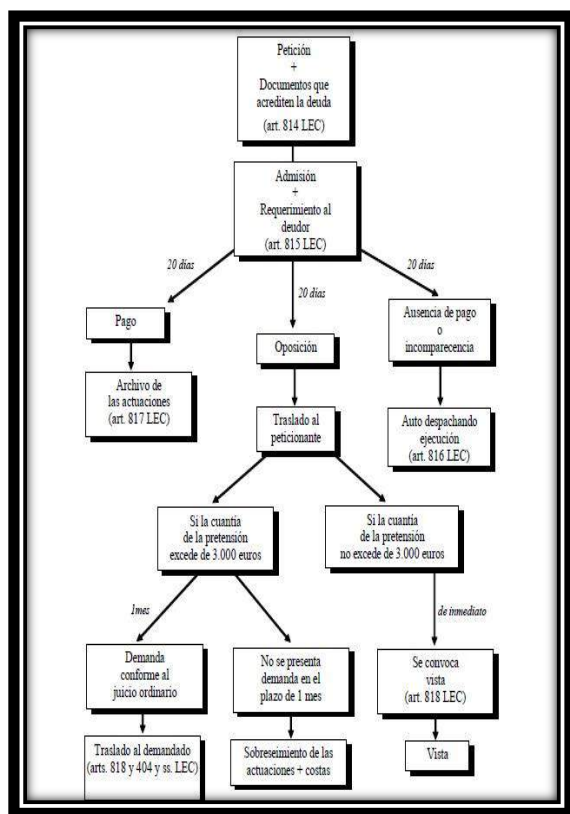 Petición
+
Documentos que
acrediten la deuda
(art. 814 LEC)
Admisión
+
Requerimiento al
deudor
(art. 815 LEC)
20 días
20 días
20 días
Pago
Oposición
Ausencia de pago
o
incomparecencia
Archivo de
las actuaciones
(art. 817 LEC)
Traslado al
peticionante
Auto despachando
ejecución
(art. 816 LEC)
Si la cuantía
de la pretensión
excede de 3.000 euros
Si la cuantía
de la pretensión
no excede de 3.000 euros
1mes
de inmediato
Demanda
conforme al
juicio ordinario
No se presenta
demanda en el
plazo de 1 mes
Se convoca
vista
(art. 818 LEC)
Traslado al demandado
(arts. 818 y 404 y ss. LEC)
Sobreseimiento de las
actuaciones + costas
Vista